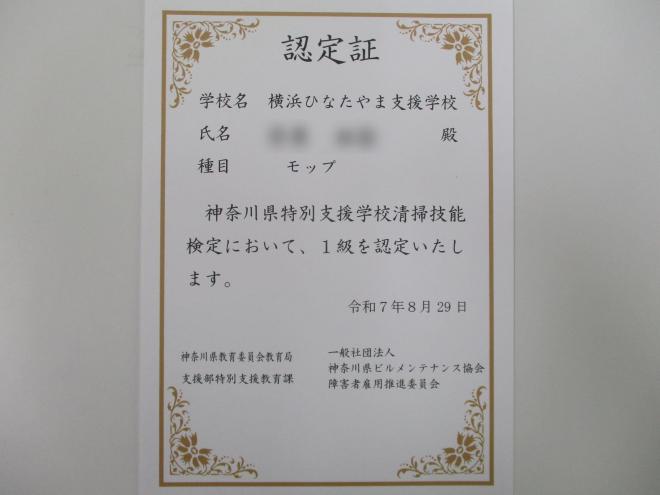 認定証
学校名 横浜ひなたやま支援学校
氏名 殿
種目 モップ
神奈川県特別支援学校清掃技能
検定において、１級を認定いたし
ます。
令和７年８月29日
神奈川県教育委員会教育局
支援部特別支援教育課
一般社団法人
神奈川県ビルメンテナンス協会
障害者雇用推進委員会